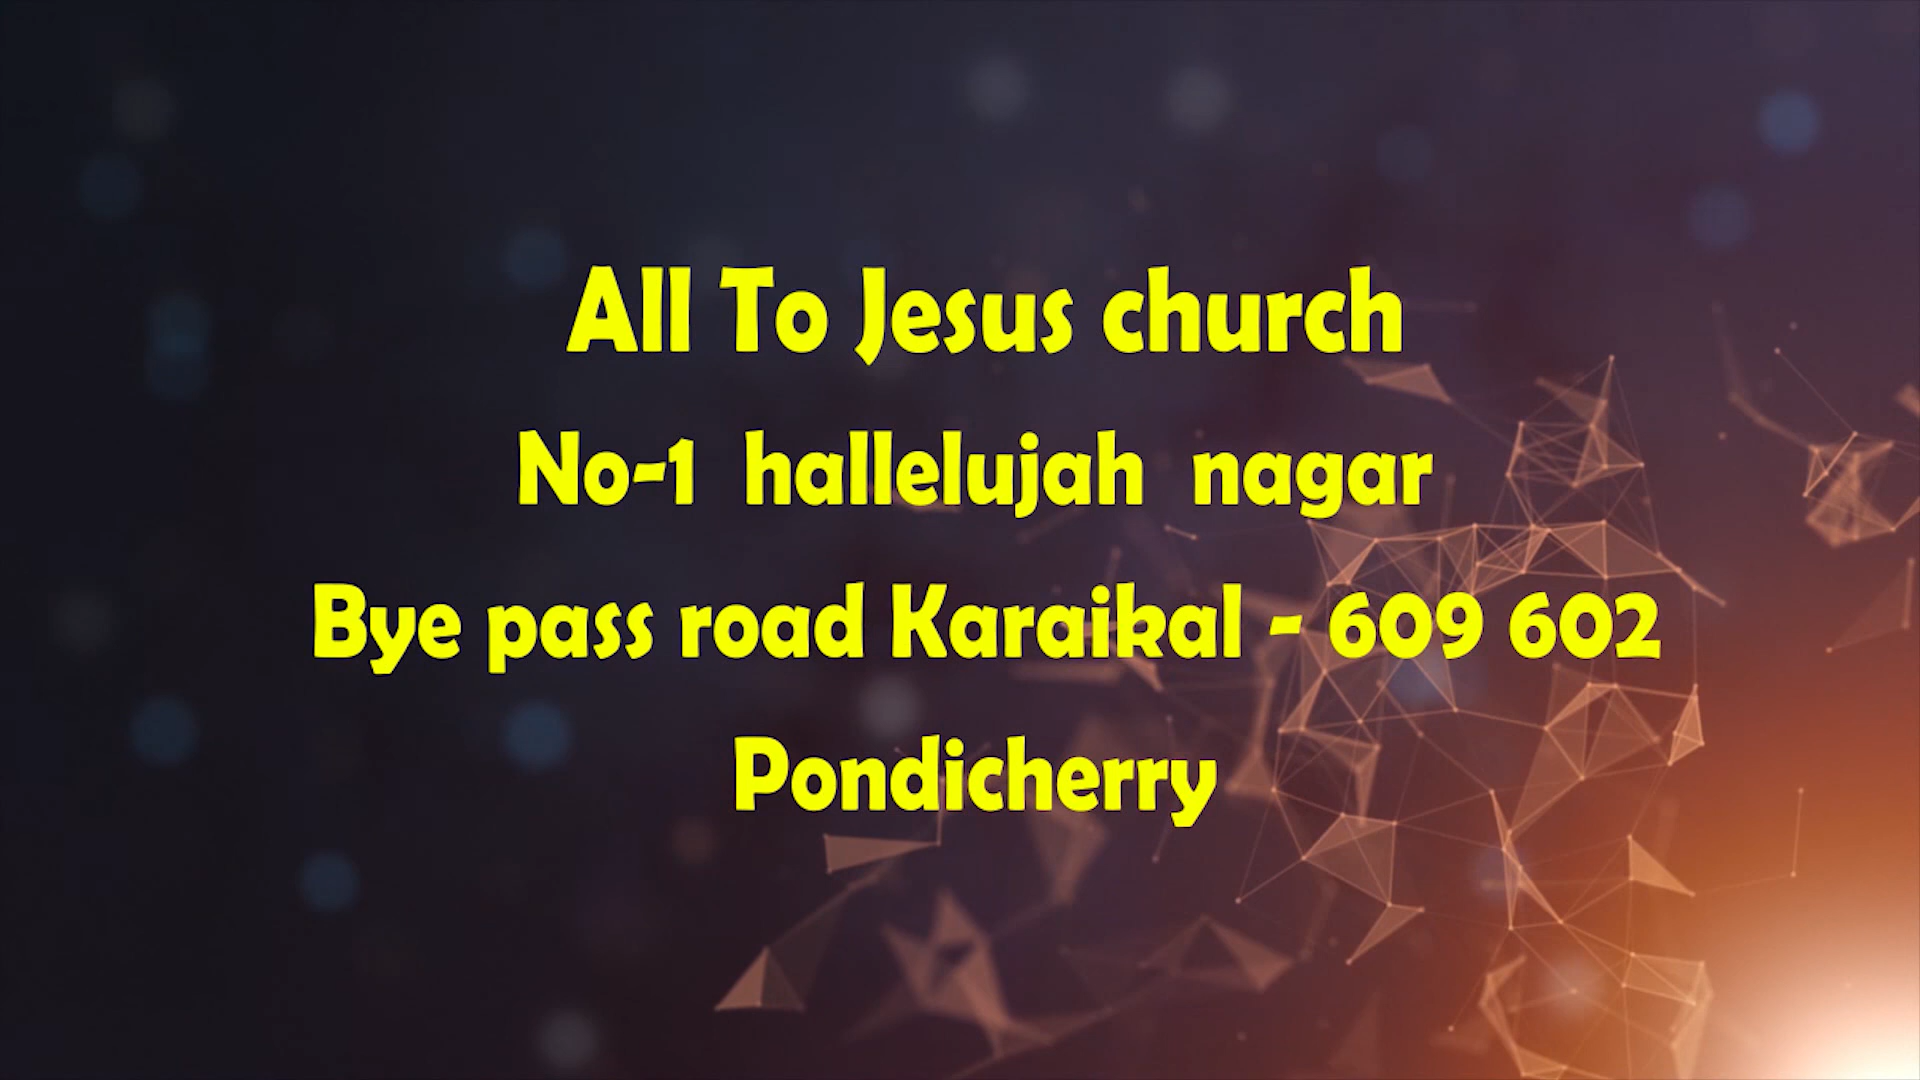 All To Jesus church
No-1 hallelujah nagar
Bye pass road Karaikal - 609 602
Pondicherry